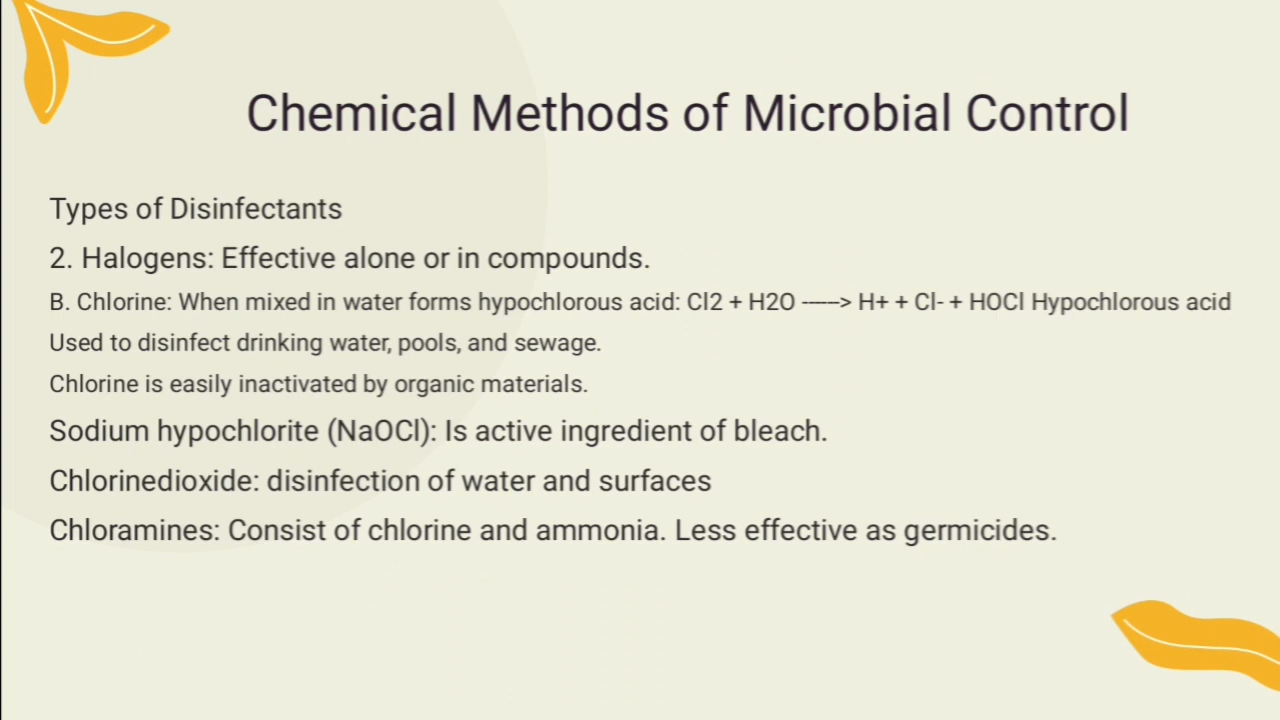 Chemical Methods of Microbial Control
Types of Disinfectants
2. Halogens: Effective alone or in compounds.
B. Chlorine: When mixed in water forms hypochlorous acid: Cl2 + H2O ------> H+ + Cl- + HOCl Hypochlorous acid
Used to disinfect drinking water, pools, and sewage.
Chlorine is easily inactivated by organic materials.
Sodium hypochlorite (NaOCl): Is active ingredient of bleach.
Chlorinedioxide: disinfection of water and surfaces
Chloramines: Consist of chlorine and ammonia. Less effective as germicides.